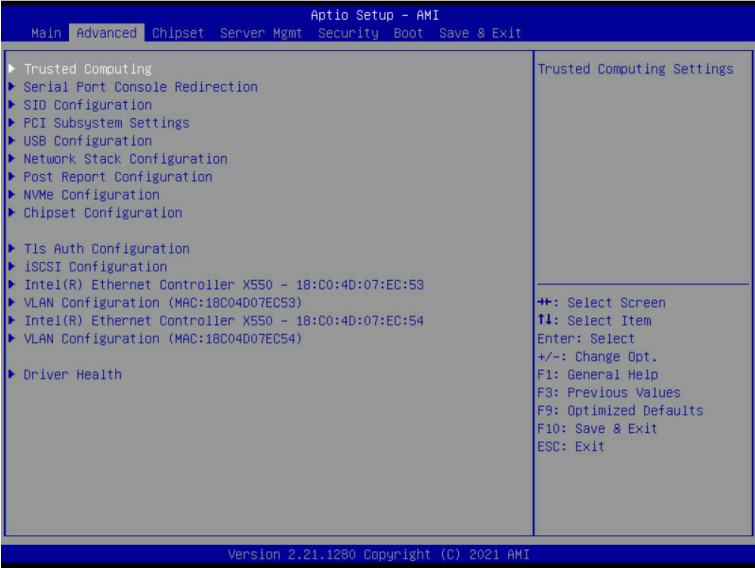 Aptio Setup – AMI
Main Advanced Chipset Server Mgmt Security Boot Save & Exit
Trusted Computing
Serial Port Console Redirection
SIO Configuration
PCI Subsystem Settings
USB Configuration
Network Stack Configuration
Post Report Configuration
NVMe Configuration
Chipset Configuration
Tls Auth Configuration
iSCSI Configuration
Intel(R) Ethernet Controller X550 – 18:C0:4D:07:EC:53
VLAN Configuration (MAC:18C04D07EC53)
Intel(R) Ethernet Controller X550 – 18:C0:4D:07:EC:54
VLAN Configuration (MAC:18C04D07EC54)
Driver Health
Trusted Computing Settings
→←: Select Screen
↑↓: Select Item
Enter: Select
+/-: Change Opt.
F1: General Help
F3: Previous Values
F9: Optimized Defaults
F10: Save & Exit
ESC: Exit
Version 2.21.1280 Copyright (C) 2021 AMI